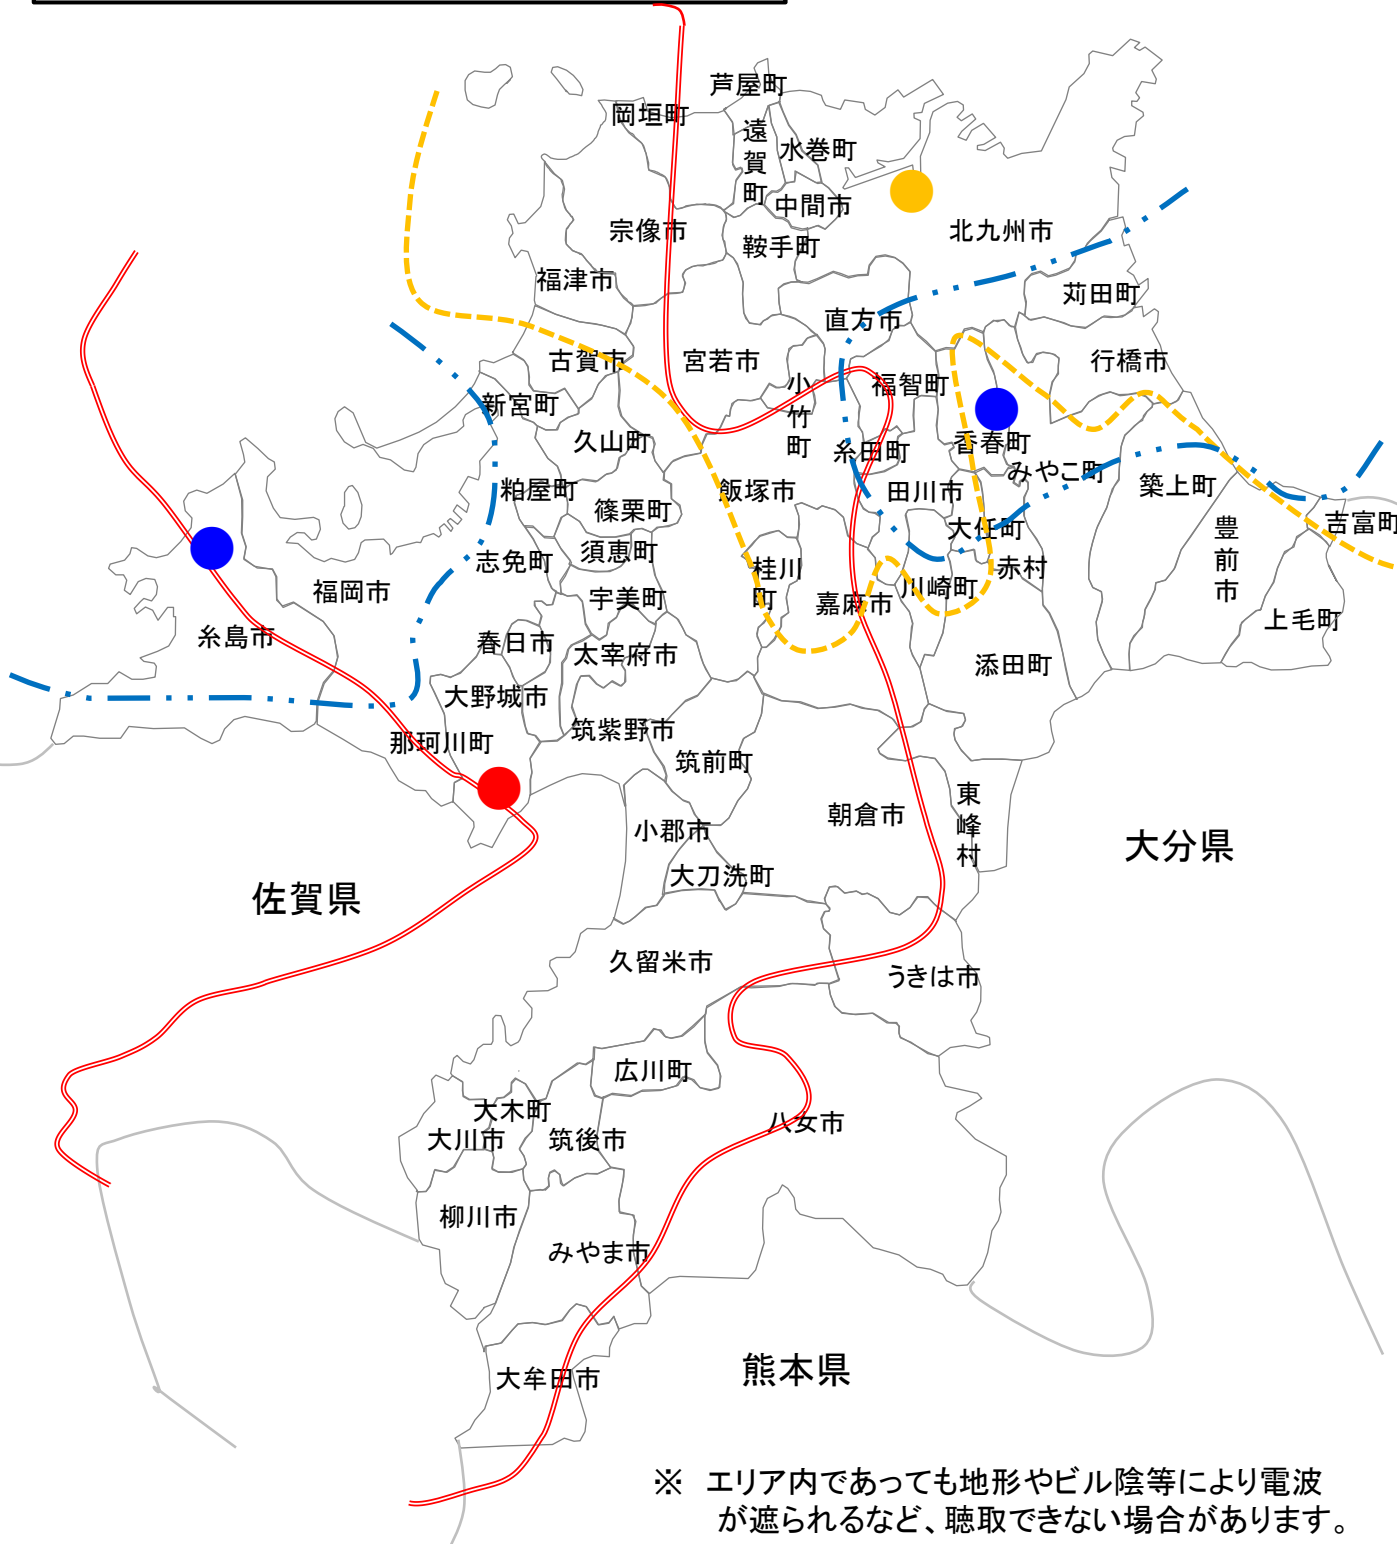 芦屋町
岡垣町
遠賀町
水巻町
中間市
北九州市
宗像市
鞍手町
福津市
苅田町
直方市
古賀市
宮若市
行橋市
小竹町
福智町
新宮町
久山町
糸田町
香春町
みやこ町
粕屋町
飯塚市
田川市
築上町
篠栗町
大任町
吉富町
豊前市
志免町
須恵町
桂川町
赤村
福岡市
宇美町
嘉麻市
川崎町
上毛町
糸島市
春日市
太宰府市
添田町
大野城市
那珂川町
筑紫野市
筑前町
東峰村
朝倉市
小郡市
大分県
大刀洗町
佐賀県
久留米市
うきは市
広川町
大木町
八女市
大川市
筑後市
柳川市
みやま市
熊本県
大牟田市
※ エリア内であっても地形やビル陰等により電波
が遮られるなど、聴取できない場合があります。